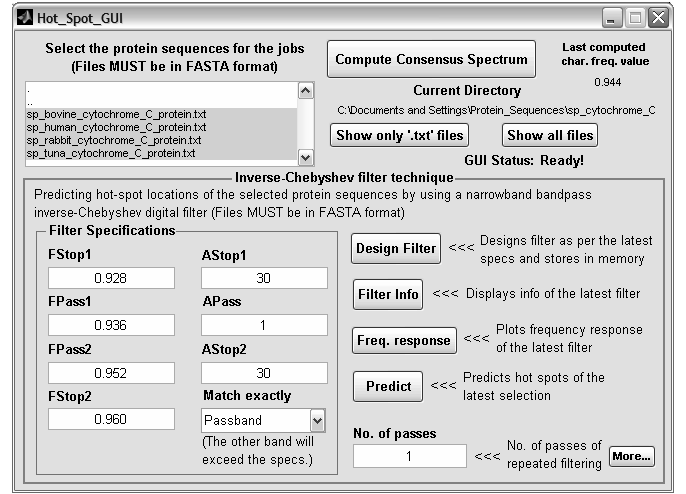 Hot_Spot_GUI
Select the protein sequences for the jobs
(Files MUST be in FASTA format)
.
..
sp_bovine_cytochrome_C_protein.txt
sp_human_cytochrome_C_protein.txt
sp_rabbit_cytochrome_C_protein.txt
sp_tuna_cytochrome_C_protein.txt
Compute Consensus Spectrum
Last computed
char. freq. value
0.944
Current Directory
C:\Documents and Settings\Protein_Sequences\sp_cytochrome_C
Show only '.txt' files
Show all files
GUI Status: Ready!
Inverse-Chebyshev filter technique
Predicting hot-spot locations of the selected protein sequences by using a narrowband bandpass
inverse-Chebyshev digital filter (Files MUST be in FASTA format)
Filter Specifications
FStop1
0.928
FPass1
0.936
FPass2
0.952
FStop2
0.960
AStop1
30
APass
1
AStop2
30
Match exactly
Passband
(The other band will
exceed the specs.)
Design Filter
<<< Designs filter as per the latest
specs and stores in memory
Filter Info
<<< Displays info of the latest filter
Freq. response
<<< Plots frequency response
of the latest filter
Predict
<<< Predicts hot spots of the
latest selection
No. of passes
1
<<< No. of passes of
repeated filtering
More...